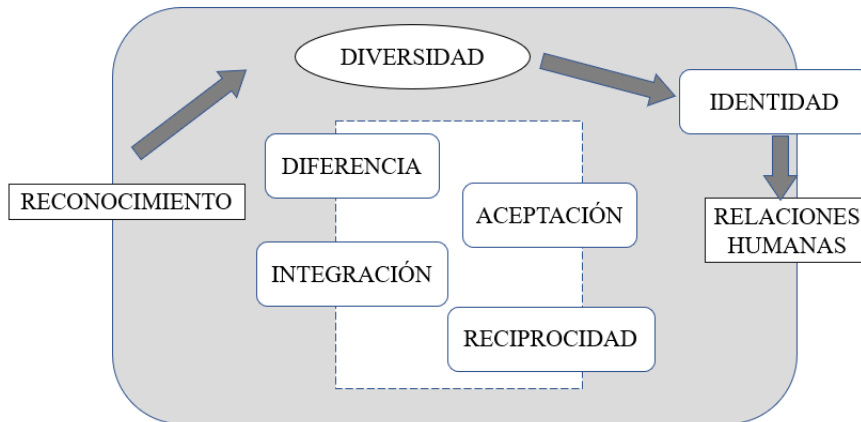 DIVERSIDAD
IDENTIDAD
DIFERENCIA
RECONOCIMIENTO
ACEPTACIÓN
RELACIONES
HUMANAS
INTEGRACIÓN
RECIPROCIDAD